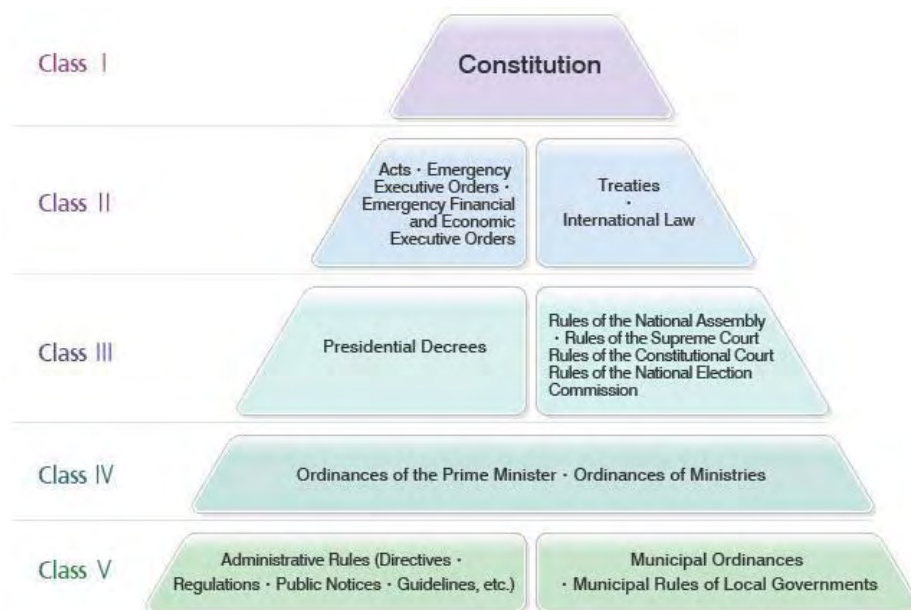 Class I
Constitution
Class II
Acts · Emergency
Executive Orders ·
Emergency Financial
and Economic
Executive Orders
Treaties
·
International Law
Class III
Presidential Decrees
Rules of the National Assembly
· Rules of the Supreme Court
Rules of the Constitutional Court
Rules of the National Election
Commission
Class IV
Ordinances of the Prime Minister · Ordinances of Ministries
Class V
Administrative Rules (Directives ·
Regulations · Public Notices · Guidelines, etc.)
Municipal Ordinances
· Municipal Rules of Local Governments